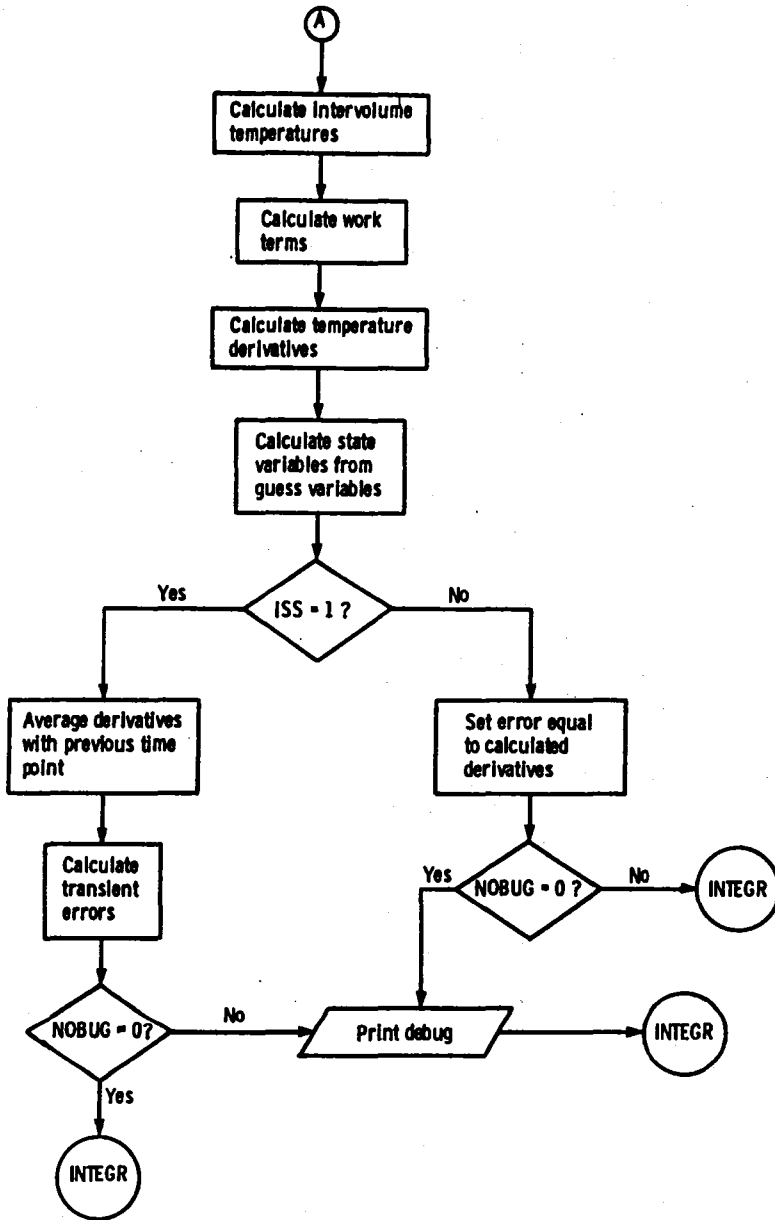 A
Calculate intervolume
temperatures
Calculate work
terms
Calculate temperature
derivatives
Calculate state
variables from
guess variables
Yes
ISS = 1 ?
No
Average derivatives
with previous time
point
Set error equal
to calculated
derivatives
Calculate
transient
errors
Yes
NOBUG = 0 ?
No
INTEGR
NOBUG = 0?
No
Print debug
INTEGR
Yes
INTEGR